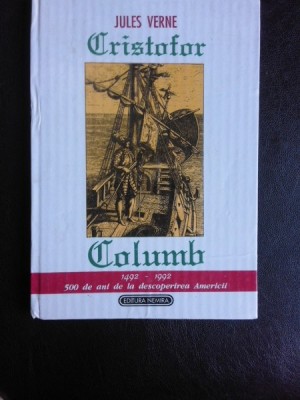 JULES VERNE
Cristofor
Columb
1492 - 1992
500 de ani de la descoperirea Americii
EDITURA NEMIRA